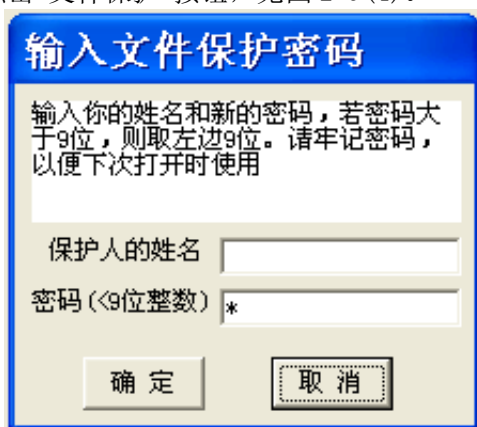 输入文件保护密码
输入你的姓名和新的密码，若密码大
于9位，则取左边9位。请牢记密码，
以便下次打开时使用
保护人的姓名
密码(<9位整数) *
确 定 取 消